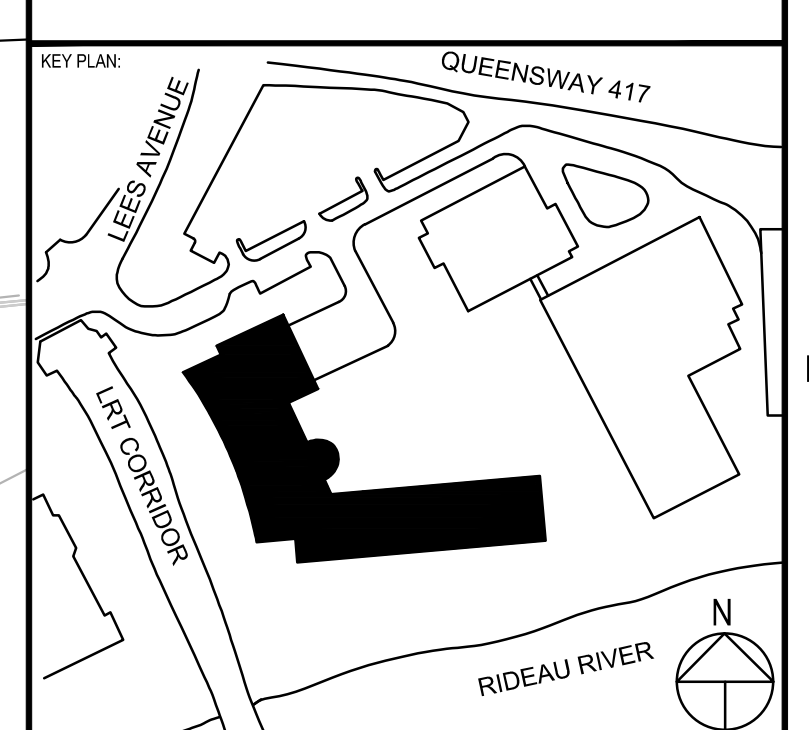 KEY PLAN:
QUEENSWAY 417
LEES AVENUE
LRT CORRIDOR
N
RIDEAU RIVER